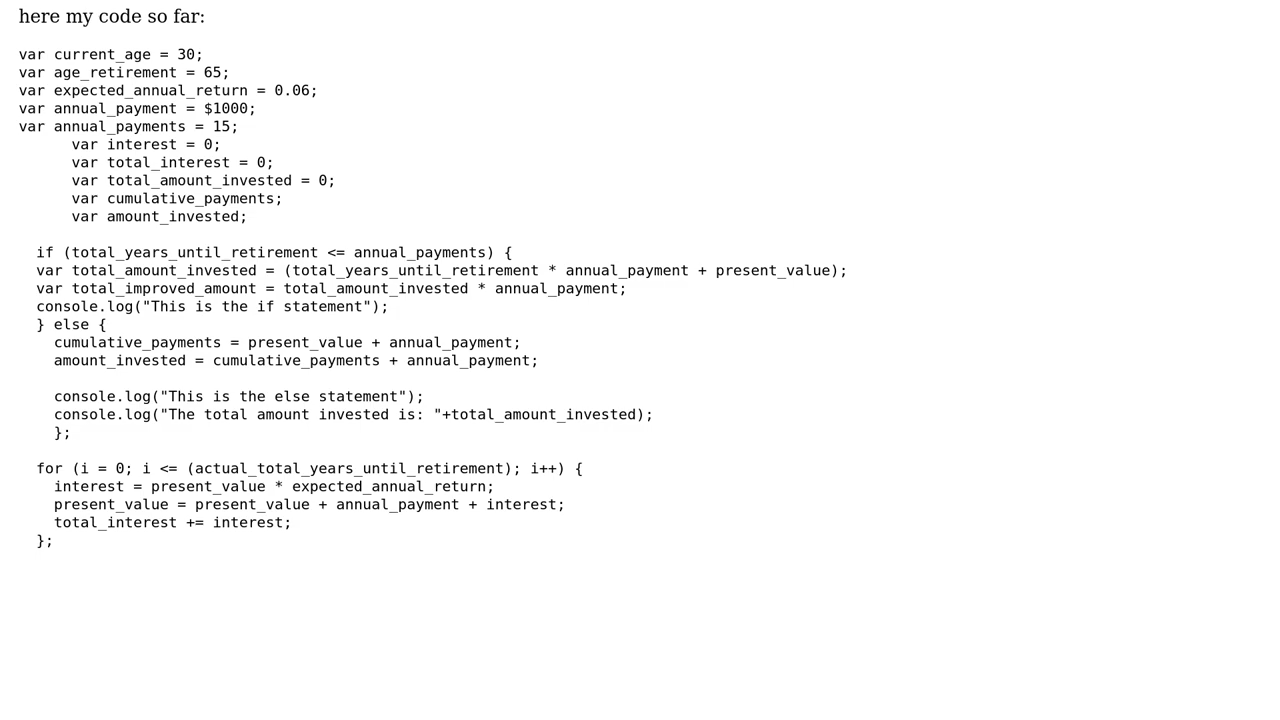 here my code so far:
var current_age = 30;
var age_retirement = 65;
var expected_annual_return = 0.06;
var annual_payment = $1000;
var annual_payments = 15;
      var interest = 0;
      var total_interest = 0;
      var total_amount_invested = 0;
      var cumulative_payments;
      var amount_invested;

  if (total_years_until_retirement <= annual_payments) {
  var total_amount_invested = (total_years_until_retirement * annual_payment + present_value);
  var total_improved_amount = total_amount_invested * annual_payment;
  console.log("This is the if statement");
  } else {
    cumulative_payments = present_value + annual_payment;
    amount_invested = cumulative_payments + annual_payment;

    console.log("This is the else statement");
    console.log("The total amount invested is: "+total_amount_invested);
    };

  for (i = 0; i <= (actual_total_years_until_retirement); i++) {
    interest = present_value * expected_annual_return;
    present_value = present_value + annual_payment + interest;
    total_interest += interest;
  };